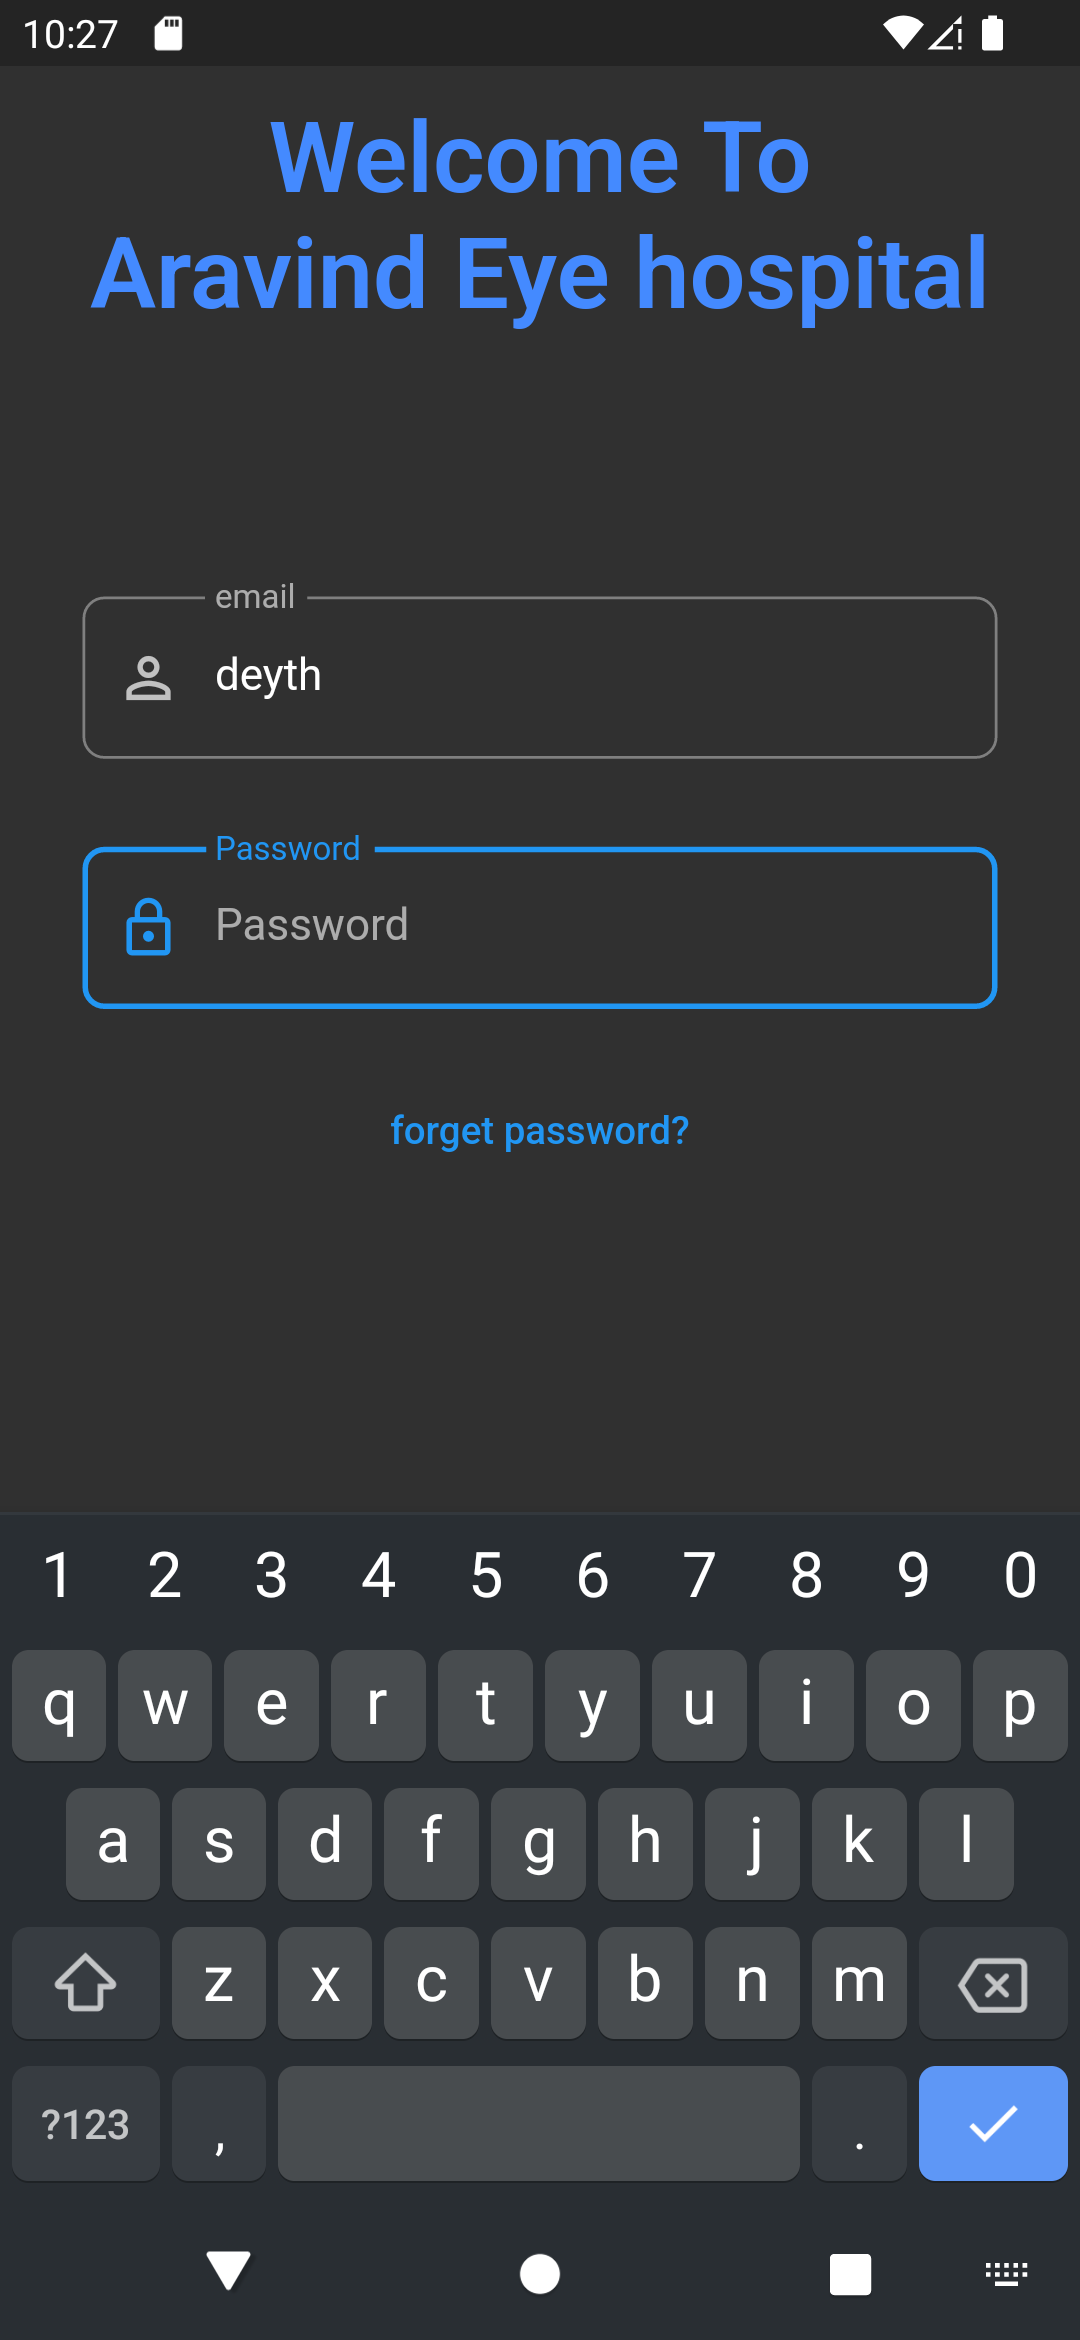 10:27
Welcome To
Aravind Eye hospital
email
deyth
Password
Password
forget password?
1 2 3 4 5 6 7 8 9 0
q w e r t y u i o p
a s d f g h j k l
z x c v b n m
?123 , .